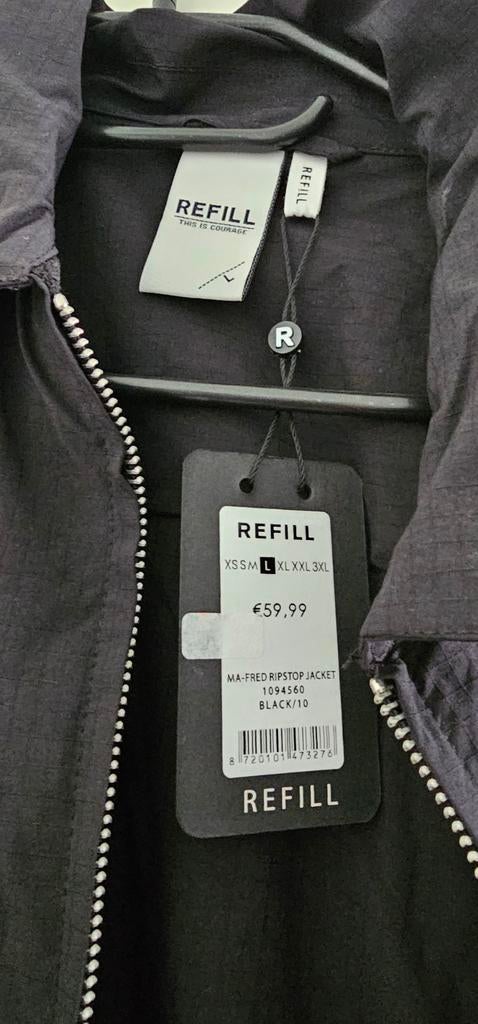 REFILL
THIS IS COURAGE
L
REFILL
R
REFILL
XS S M L XL XXL 3XL
€59,99
MA-FRED RIPSTOP JACKET
1094560
BLACK/10
8 720101 473276
REFILL